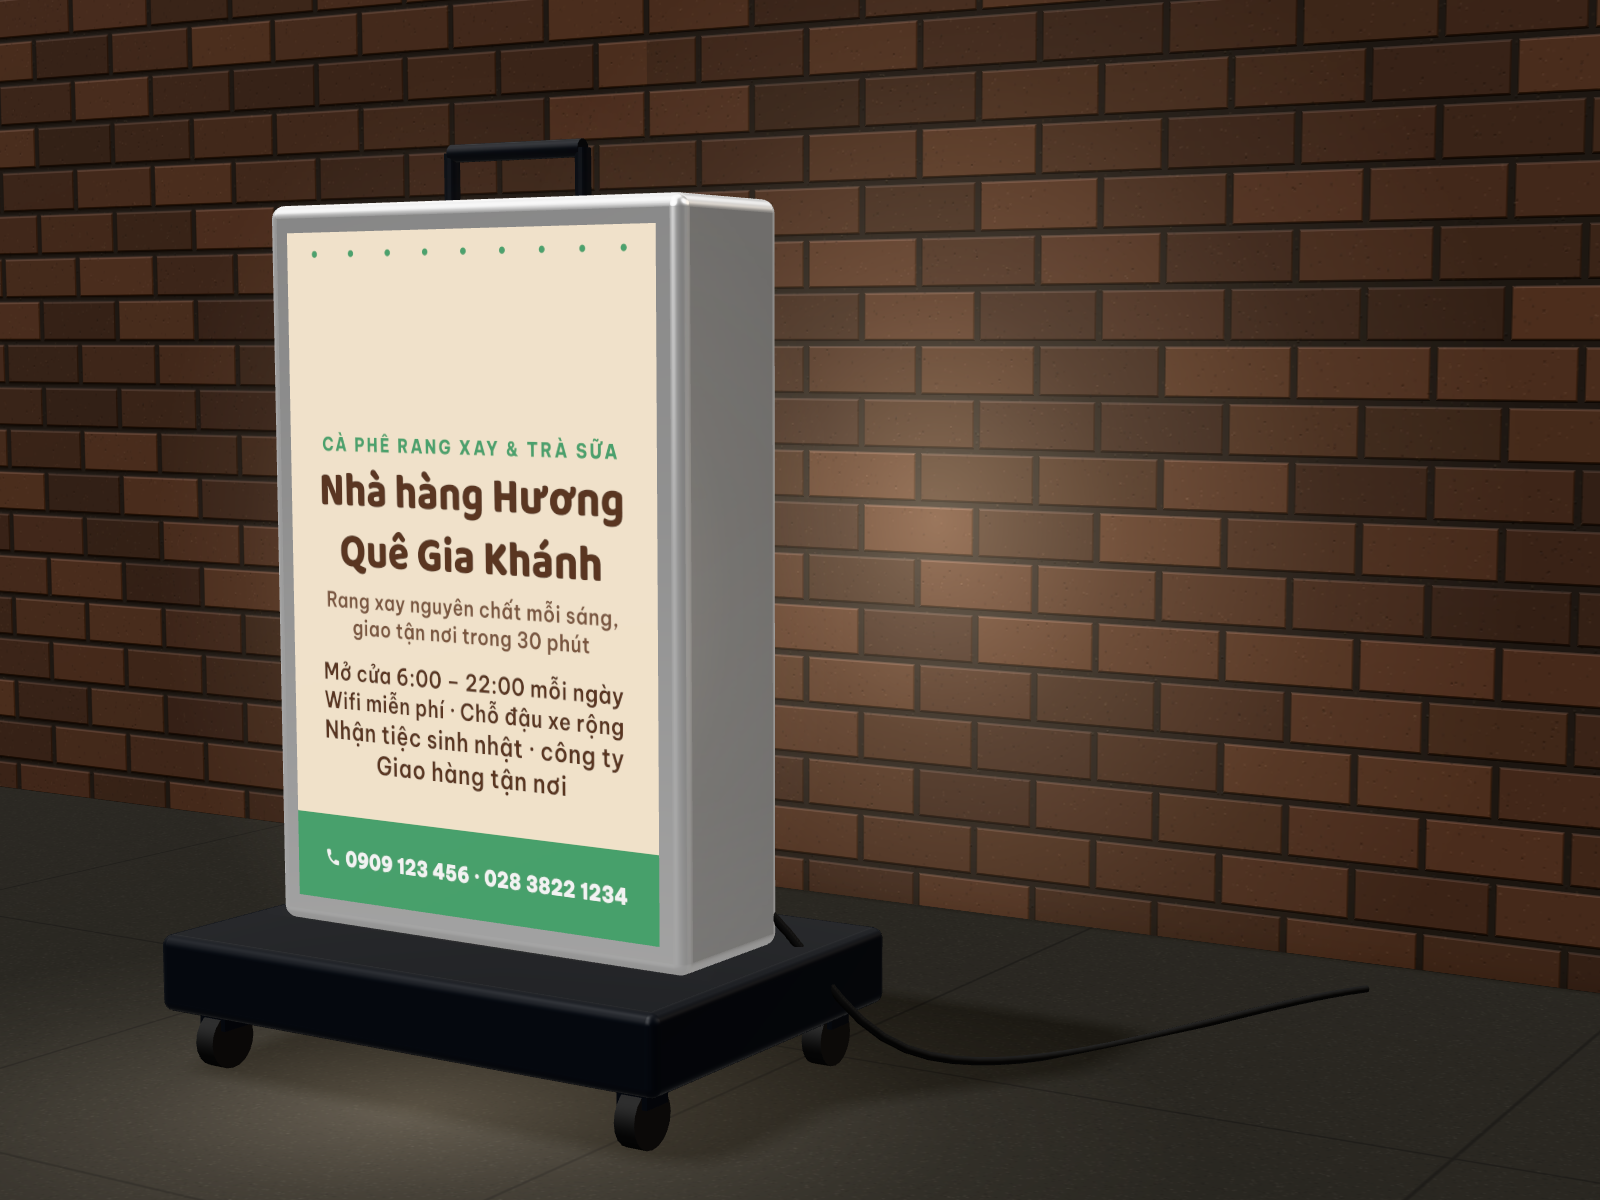 CÀ PHÊ RANG XAY & TRÀ SỮA
Nhà hàng Hương
Quê Gia Khánh
Rang xay nguyên chất mỗi sáng,
giao tận nơi trong 30 phút
Mở cửa 6:00 – 22:00 mỗi ngày
Wifi miễn phí · Chỗ đậu xe rộng
Nhận tiệc sinh nhật · công ty
Giao hàng tận nơi
0909 123 456 · 028 3822 1234